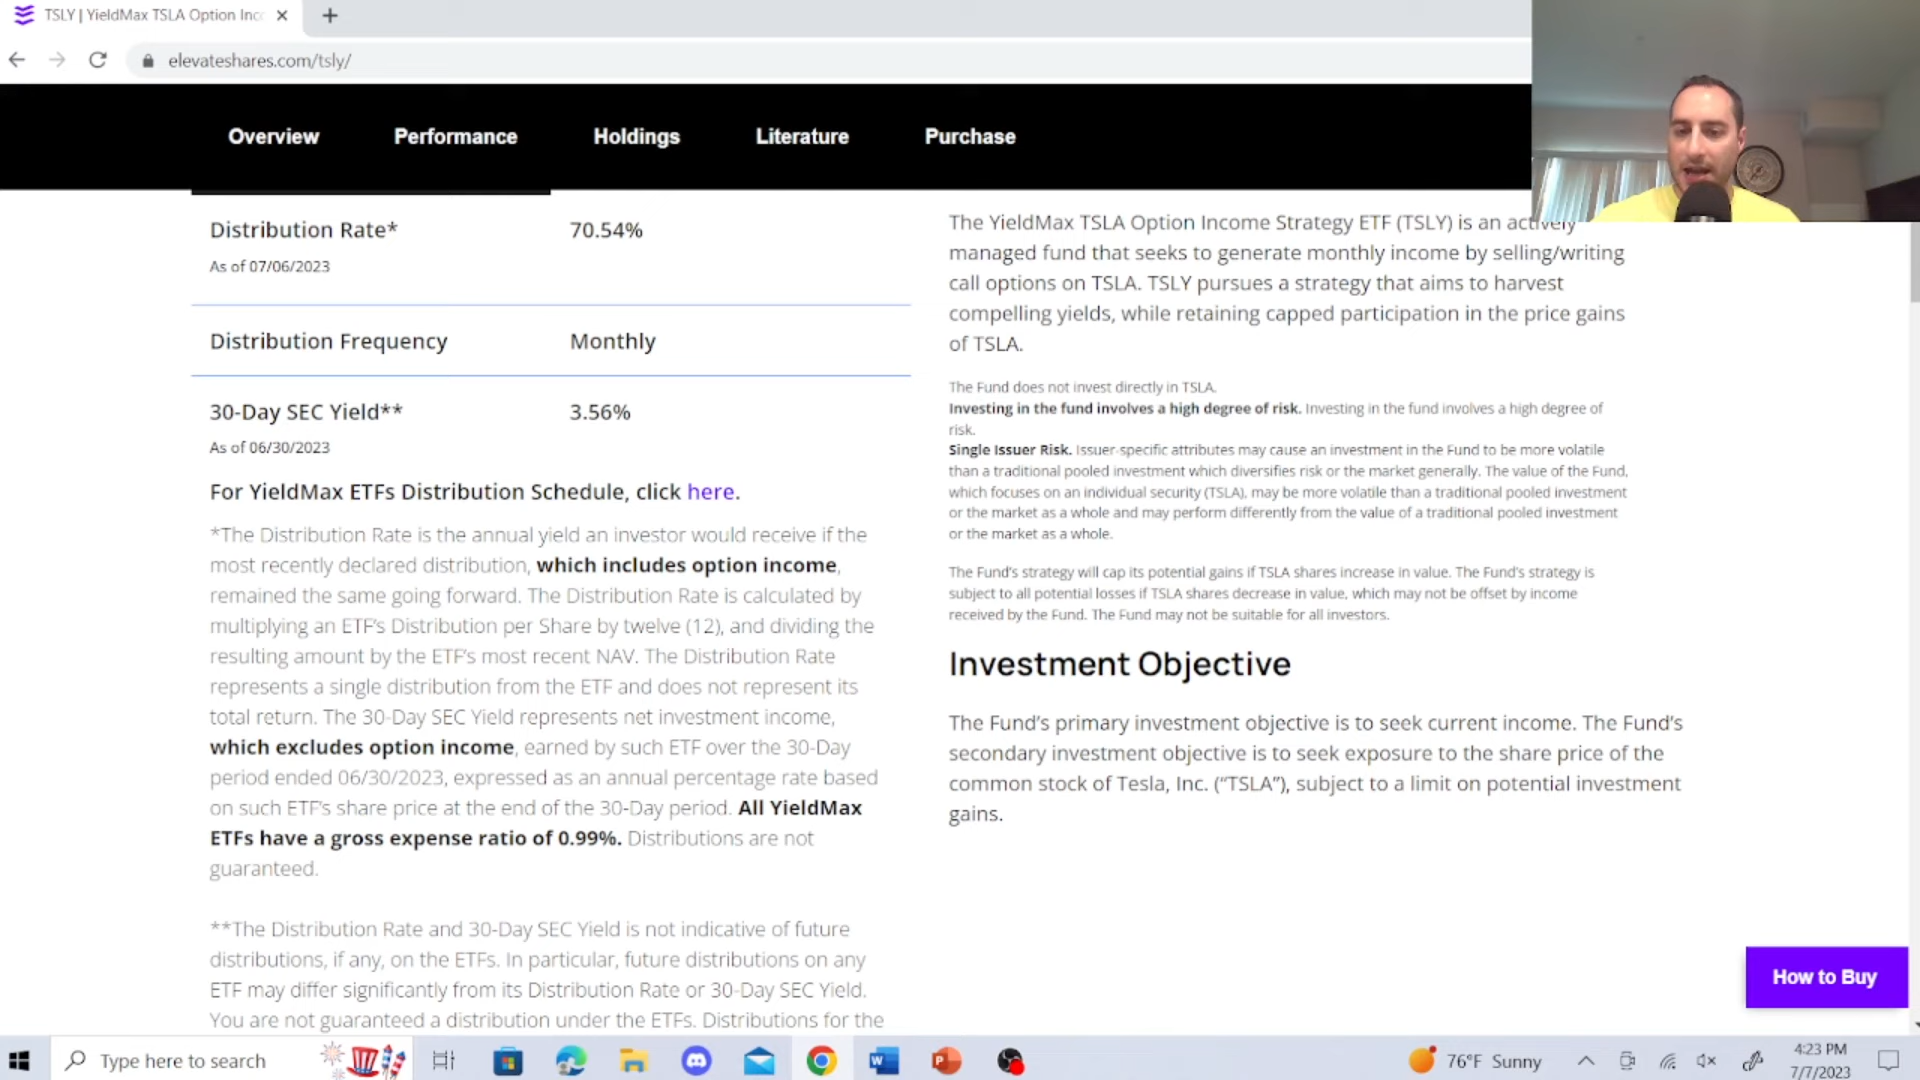 TSLY | YieldMax TSLA Option Inc
elevateshares.com/tsly/
Overview
Performance
Holdings
Literature
Purchase
Distribution Rate*
70.54%
As of 07/06/2023
Distribution Frequency
Monthly
30-Day SEC Yield**
3.56%
As of 06/30/2023
For YieldMax ETFs Distribution Schedule, click here.
*The Distribution Rate is the annual yield an investor would receive if the
most recently declared distribution, which includes option income,
remained the same going forward. The Distribution Rate is calculated by
multiplying an ETF's Distribution per Share by twelve (12), and dividing the
resulting amount by the ETF's most recent NAV. The Distribution Rate
represents a single distribution from the ETF and does not represent its
total return. The 30-Day SEC Yield represents net investment income,
which excludes option income, earned by such ETF over the 30-Day
period ended 06/30/2023, expressed as an annual percentage rate based
on such ETF's share price at the end of the 30-Day period. All YieldMax
ETFs have a gross expense ratio of 0.99%. Distributions are not
guaranteed.
**The Distribution Rate and 30-Day SEC Yield is not indicative of future
distributions, if any, on the ETFs. In particular, future distributions on any
ETF may differ significantly from its Distribution Rate or 30-Day SEC Yield.
You are not guaranteed a distribution under the ETFs. Distributions for the
The YieldMax TSLA Option Income Strategy ETF (TSLY) is an actively
managed fund that seeks to generate monthly income by selling/writing
call options on TSLA. TSLY pursues a strategy that aims to harvest
compelling yields, while retaining capped participation in the price gains
of TSLA.
The Fund does not invest directly in TSLA.
Investing in the fund involves a high degree of risk. Investing in the fund involves a high degree of
risk.
Single Issuer Risk. Issuer-specific attributes may cause an investment in the Fund to be more volatile
than a traditional pooled investment which diversifies risk or the market generally. The value of the Fund,
which focuses on an individual security (TSLA), may be more volatile than a traditional pooled investment
or the market as a whole and may perform differently from the value of a traditional pooled investment
or the market as a whole.
The Fund's strategy will cap its potential gains if TSLA shares increase in value. The Fund's strategy is
subject to all potential losses if TSLA shares decrease in value, which may not be offset by income
received by the Fund. The Fund may not be suitable for all investors.
Investment Objective
The Fund's primary investment objective is to seek current income. The Fund's
secondary investment objective is to seek exposure to the share price of the
common stock of Tesla, Inc. (“TSLA”), subject to a limit on potential investment
gains.
How to Buy
Type here to search
76°F Sunny
4:23 PM
7/7/2023